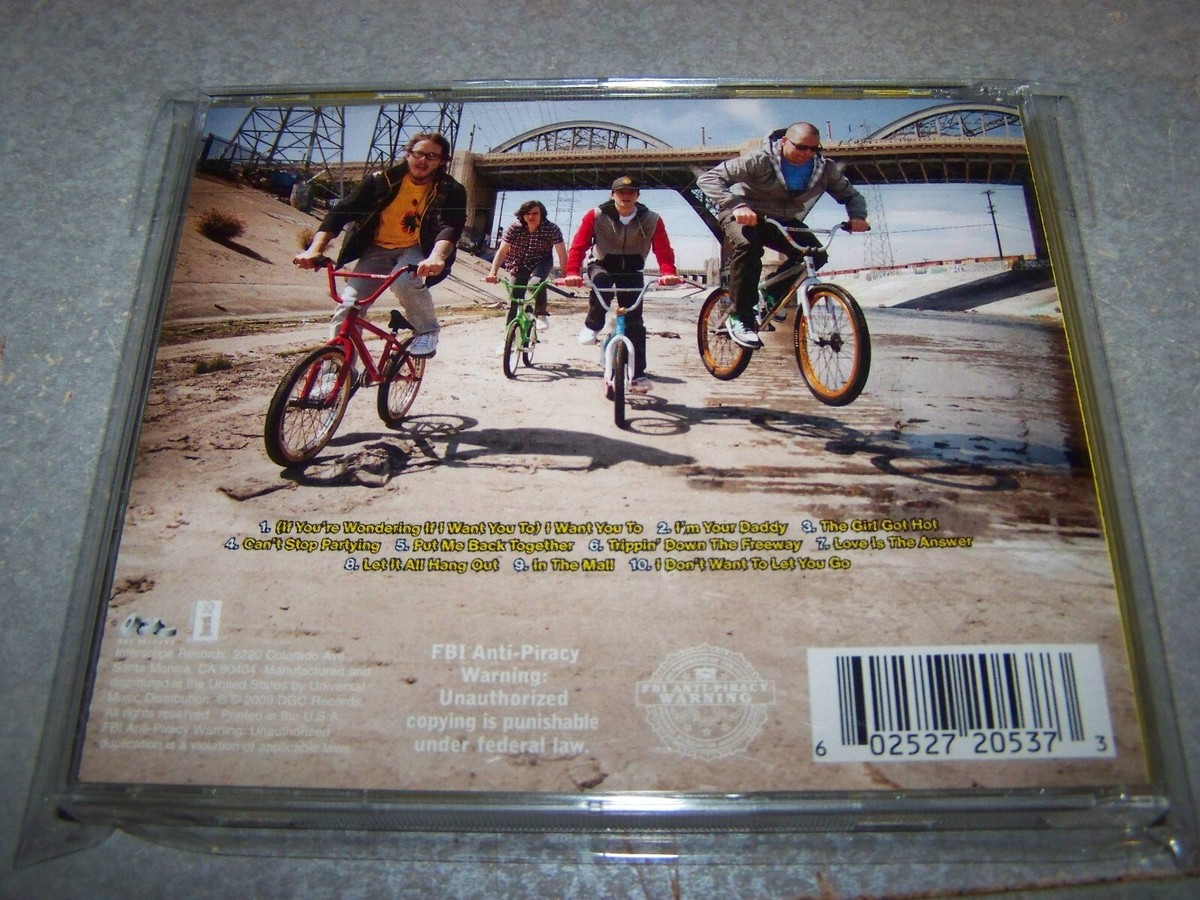 1. (If You're Wondering If I Want You To) I Want You To 2. I'm Your Daddy 3. The Girl Got Hot
4. Can't Stop Partying 5. Put Me Back Together 6. Trippin' Down The Freeway 7. Love Is The Answer
8. Let It All Hang Out 9. In The Mall 10. I Don't Want To Let You Go
i
Interscope Records, 2220 Colorado Ave.,
Santa Monica, CA 90404. Manufactured and
distributed in the United States by Universal
Music Distribution. ℗ © 2009 DGC Records.
All rights reserved. Printed in the U.S.A.
FBI Anti-Piracy Warning: Unauthorized
duplication is a violation of applicable laws.
FBI Anti-Piracy
Warning:
Unauthorized
copying is punishable
under federal law.
FBI ANTI-PIRACY
WARNING
6 02527 20537 3